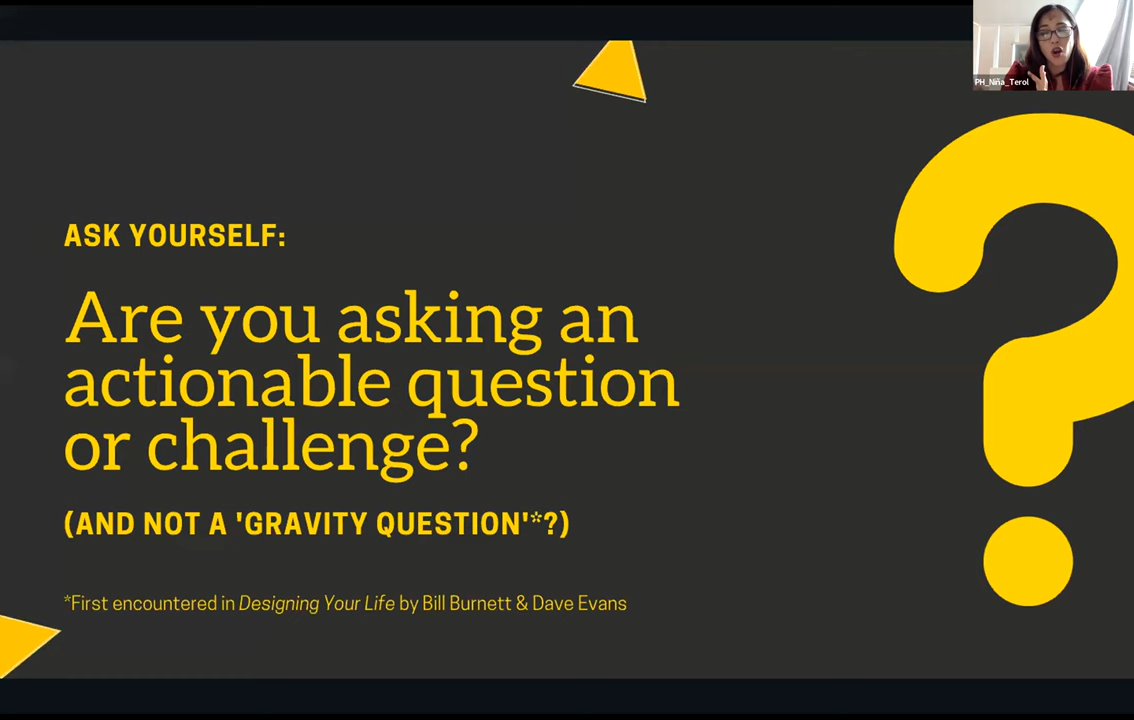 PH_Niña_Terol
ASK YOURSELF:
Are you asking an
actionable question
or challenge?
(AND NOT A 'GRAVITY QUESTION'*?)
*First encountered in Designing Your Life by Bill Burnett & Dave Evans